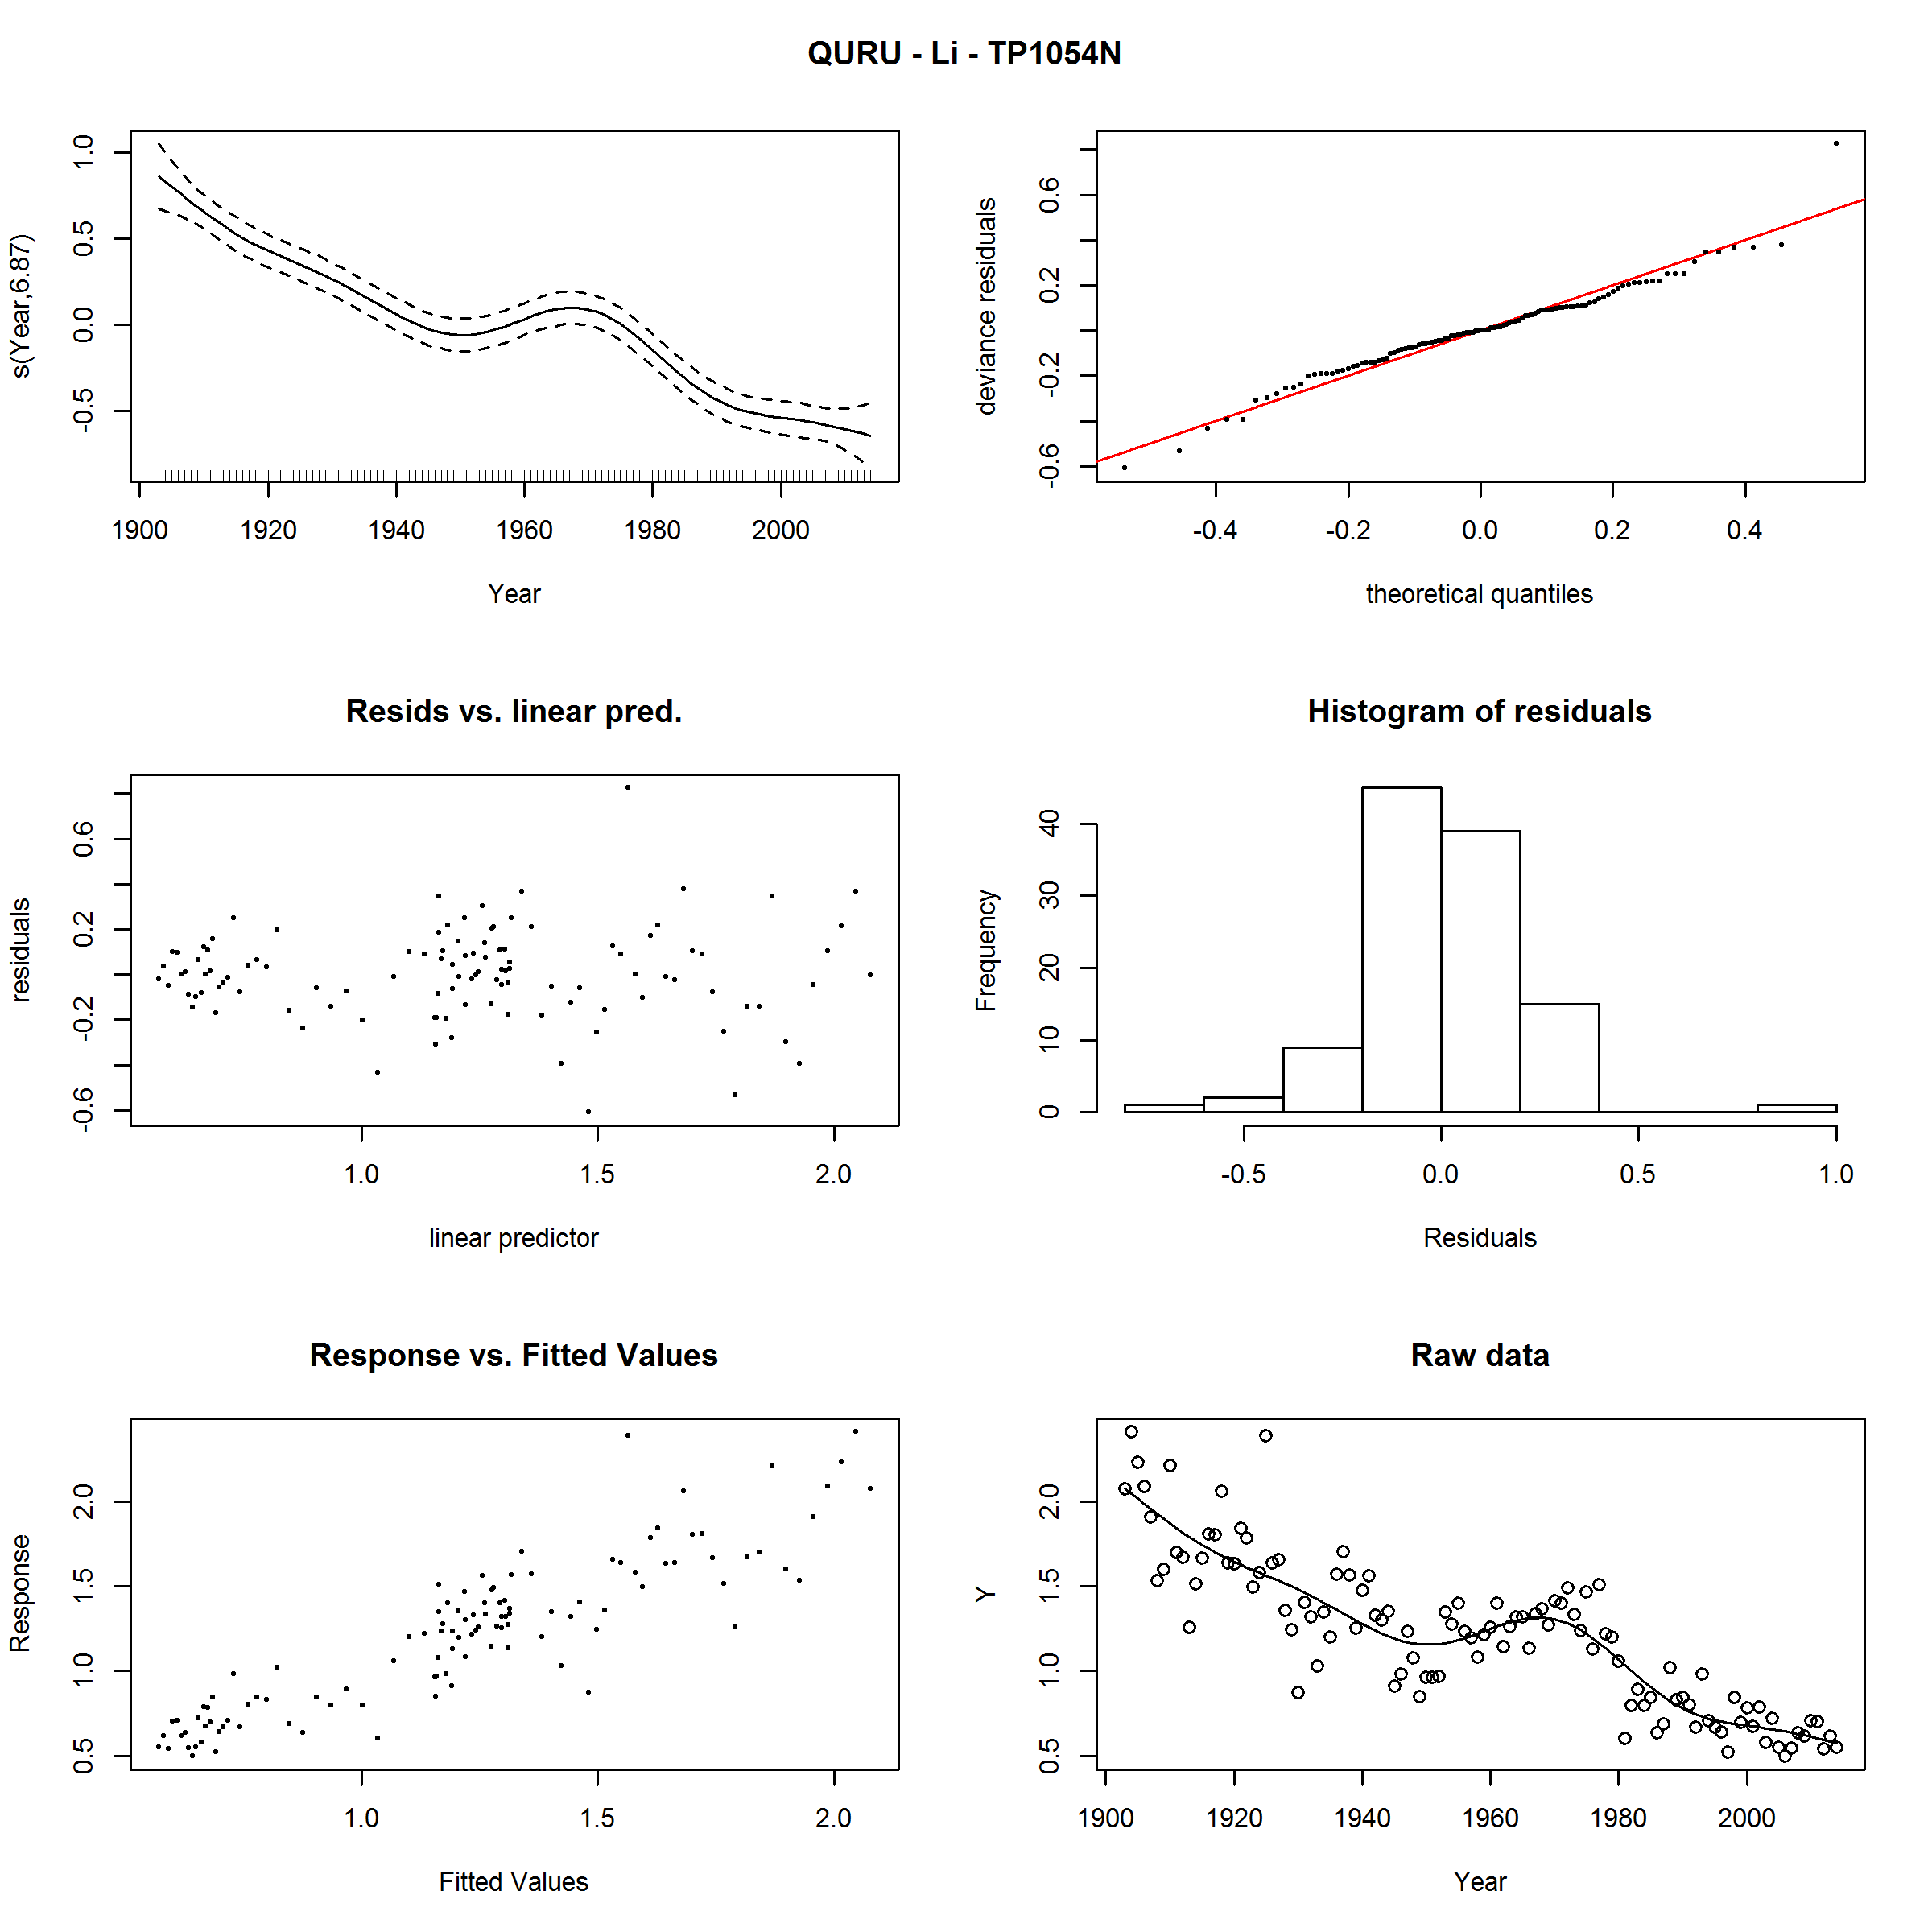 QURU - Li - TP1054N
s(Year,6.87)
-0.5 0.0 0.5 1.0
1900 1920 1940 1960 1980 2000
Year
deviance residuals
-0.6 -0.2 0.2 0.6
-0.4 -0.2 0.0 0.2 0.4
theoretical quantiles
Resids vs. linear pred.
residuals
-0.6 -0.2 0.2 0.6
1.0 1.5 2.0
linear predictor
Histogram of residuals
Frequency
0 10 20 30 40
-0.5 0.0 0.5 1.0
Residuals
Response vs. Fitted Values
Response
0.5 1.0 1.5 2.0
1.0 1.5 2.0
Fitted Values
Raw data
Y
0.5 1.0 1.5 2.0
1900 1920 1940 1960 1980 2000
Year